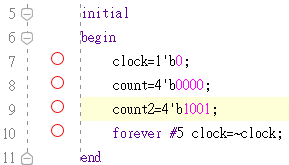 5 initial
6 begin
7 clock=1'b0;
8 count=4'b0000;
9 count2=4'b1001;
10 forever #5 clock=~clock;
11 end